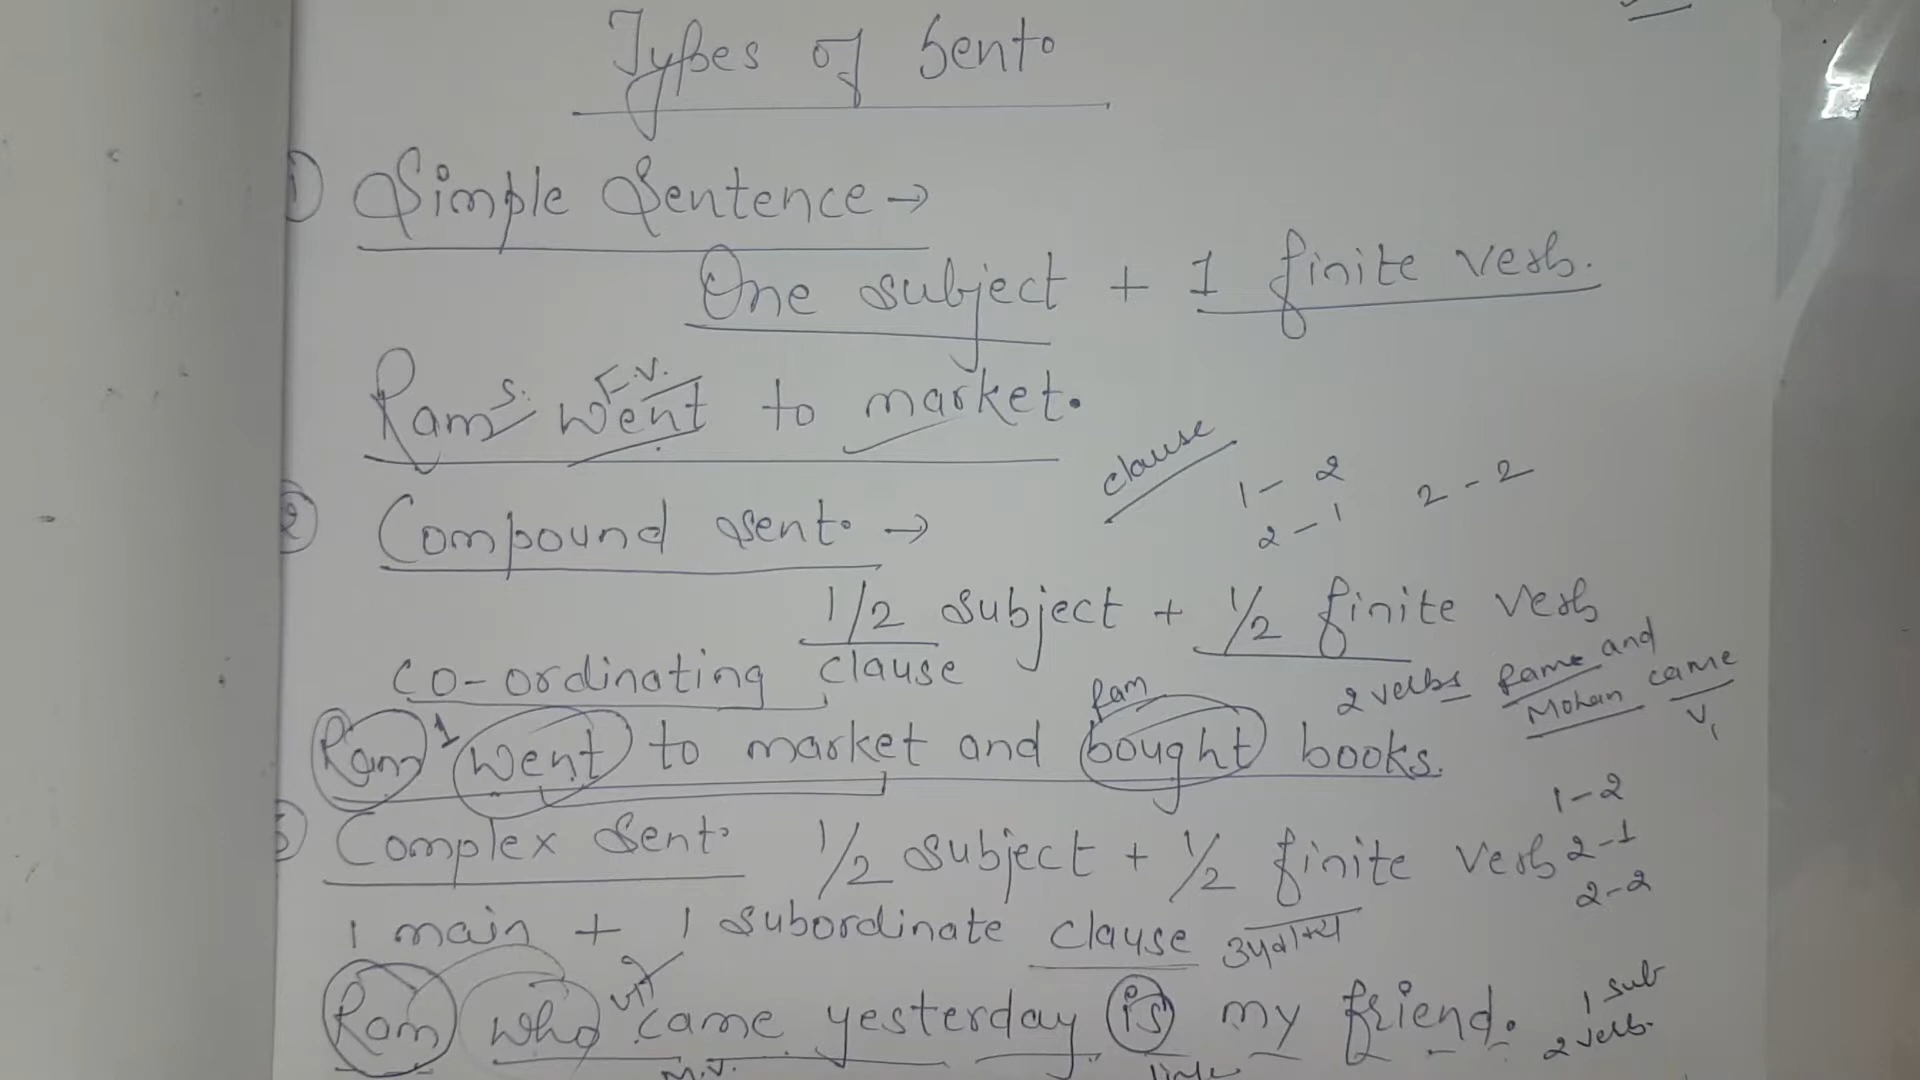 Types of Sent.
1) Simple Sentence →
One subject + 1 finite verb.
S. F.V.
Ram went to market.
clause
1 - 2
2 - 1
2 - 2
2) Compound Sent. →
1/2 subject + 1/2 finite verb
co-ordinating clause
2 verbs Rame and
Mohan came
V1
Ram
Ram 1 went to market and bought books.
1-2
2-1
2-2
3) Complex Sent. 1/2 subject + 1/2 finite verb
1 main + 1 subordinate clause उपवाक्य
जो
Ram who came yesterday is my friend.
1 sub
2 verb.
M.V.